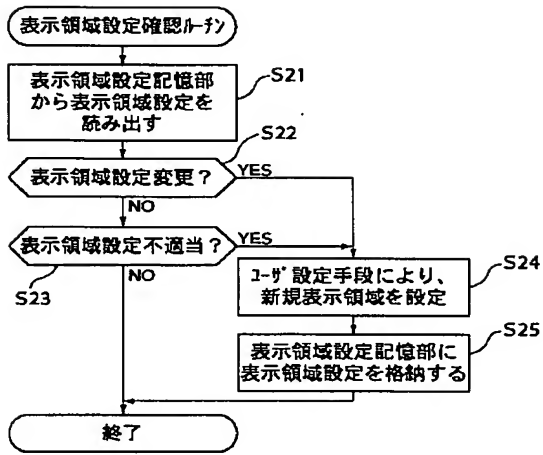 表示領域設定確認ルーチン
表示領域設定記憶部
から表示領域設定を
読み出す
S21
S22
表示領域設定変更?
YES
NO
表示領域設定不適当?
YES
NO
S23
ユーザ設定手段により、
新規表示領域を設定
S24
表示領域設定記憶部に
表示領域設定を格納する
S25
終了